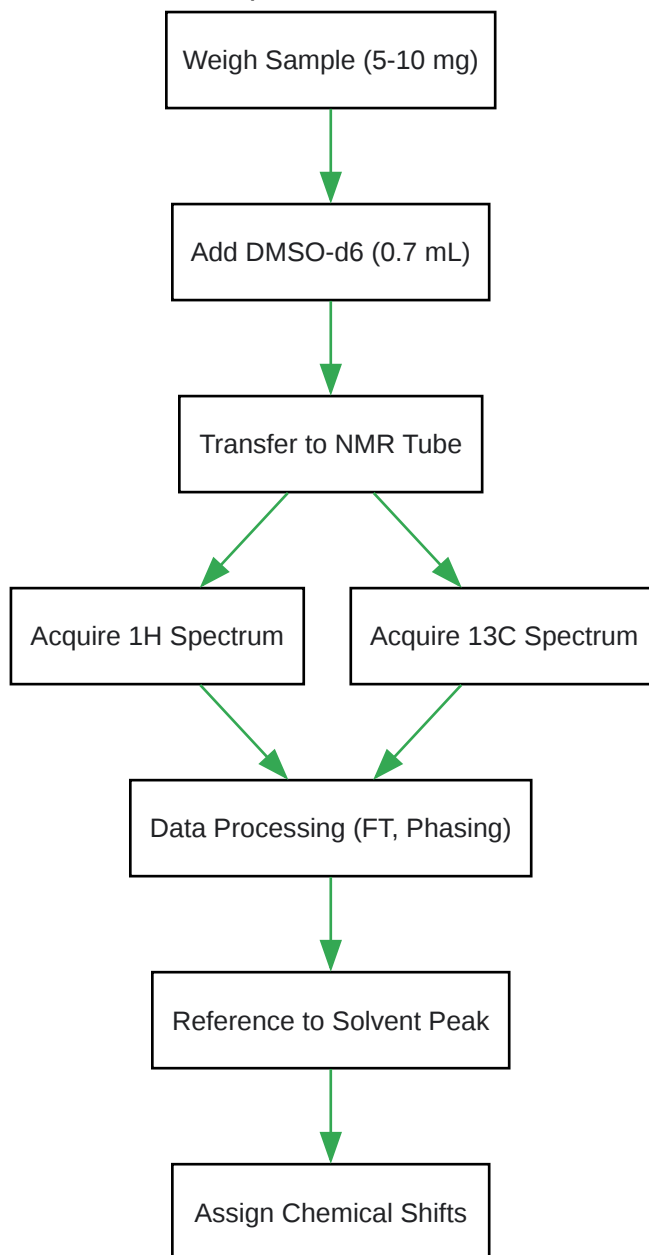 Weigh Sample (5-10 mg)
Add DMSO-d6 (0.7 mL)
Transfer to NMR Tube
Acquire 1H Spectrum
Acquire 13C Spectrum
Data Processing (FT, Phasing)
Reference to Solvent Peak
Assign Chemical Shifts